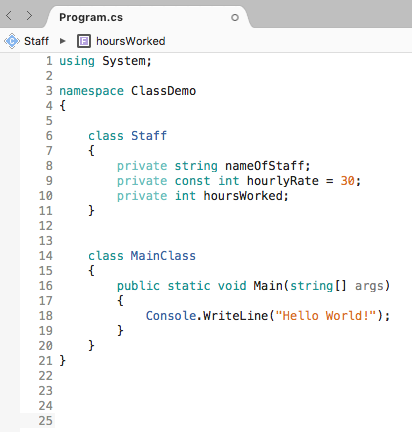 Program.cs
Staff ▸ hoursWorked
1 using System;
2
3 namespace ClassDemo
4 {
5
6     class Staff
7     {
8         private string nameOfStaff;
9         private const int hourlyRate = 30;
10         private int hoursWorked;
11     }
12
13
14     class MainClass
15     {
16         public static void Main(string[] args)
17         {
18             Console.WriteLine("Hello World!");
19         }
20     }
21 }
22
23
24
25